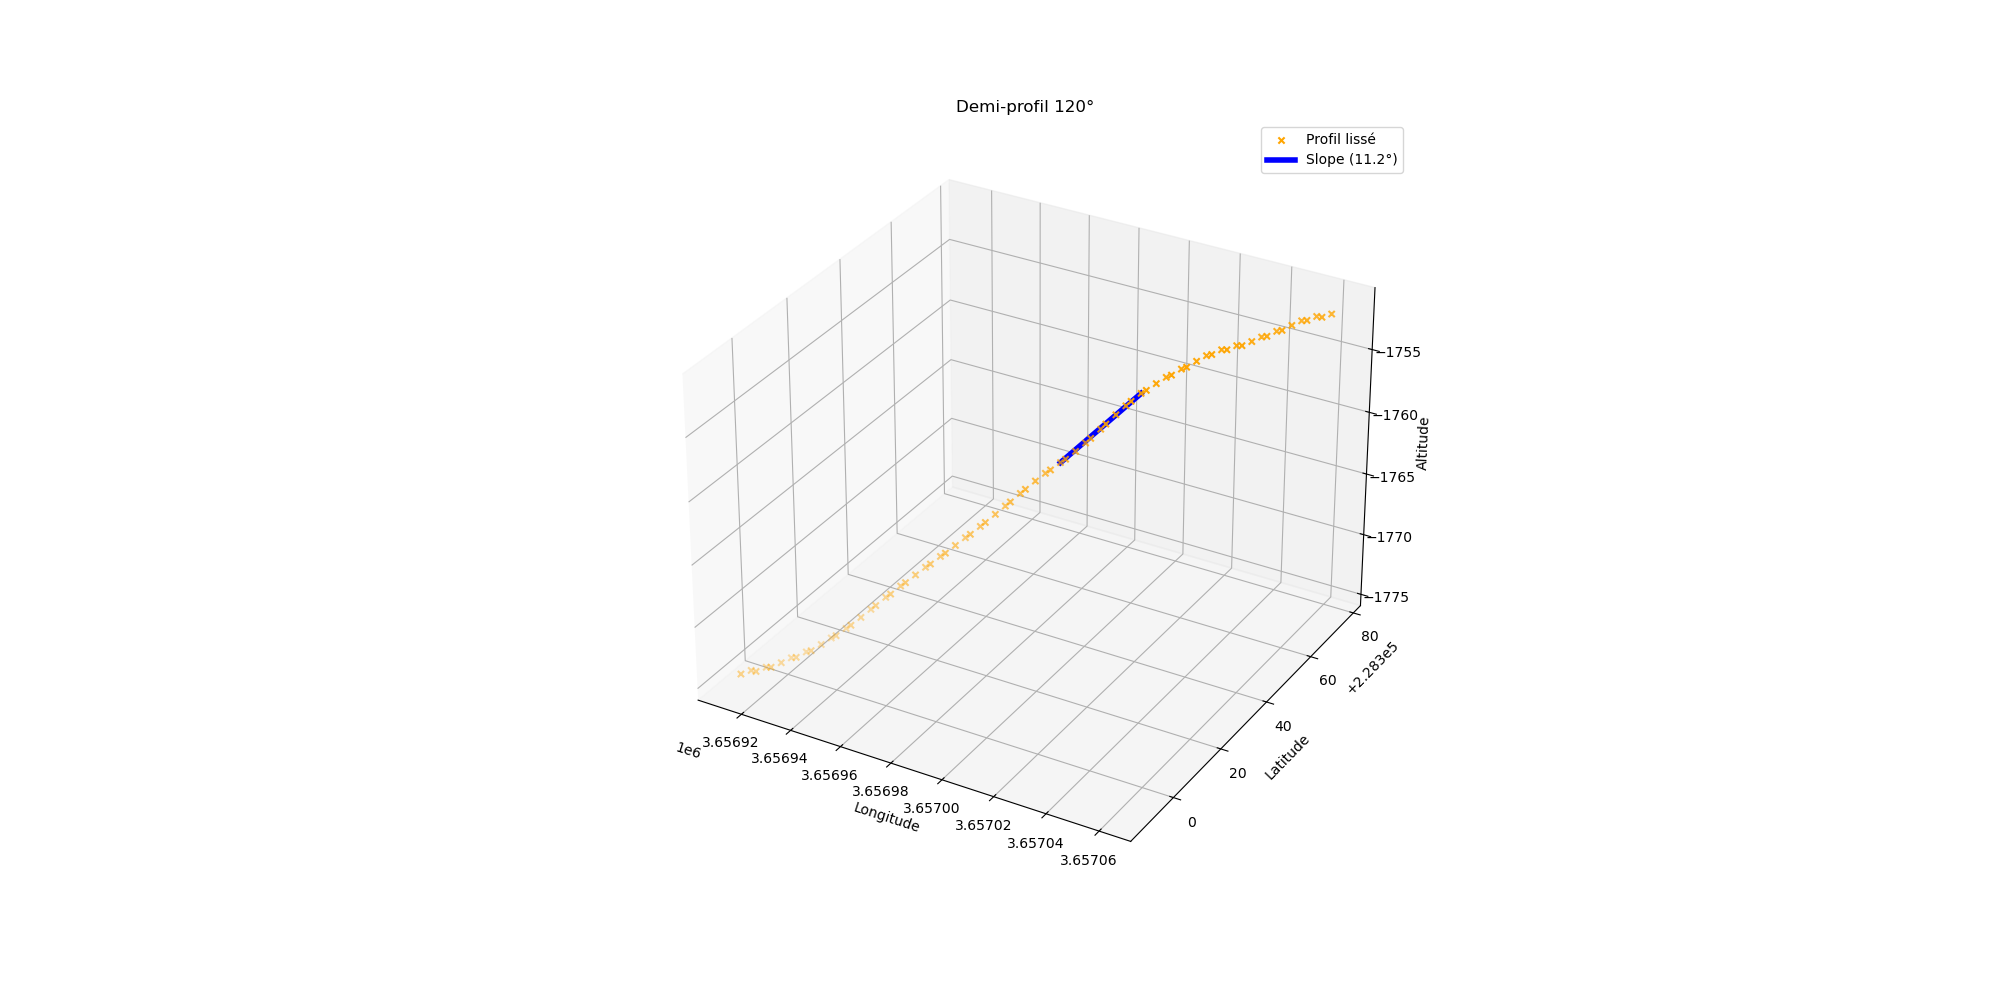 Demi-profil 120°
Profil lissé
Slope (11.2°)
−1755
−1760
−1765
−1770
−1775
Altitude
80
60
40
20
0
+2.283e5
Latitude
1e6
3.65692
3.65694
3.65696
3.65698
3.65700
3.65702
3.65704
3.65706
Longitude